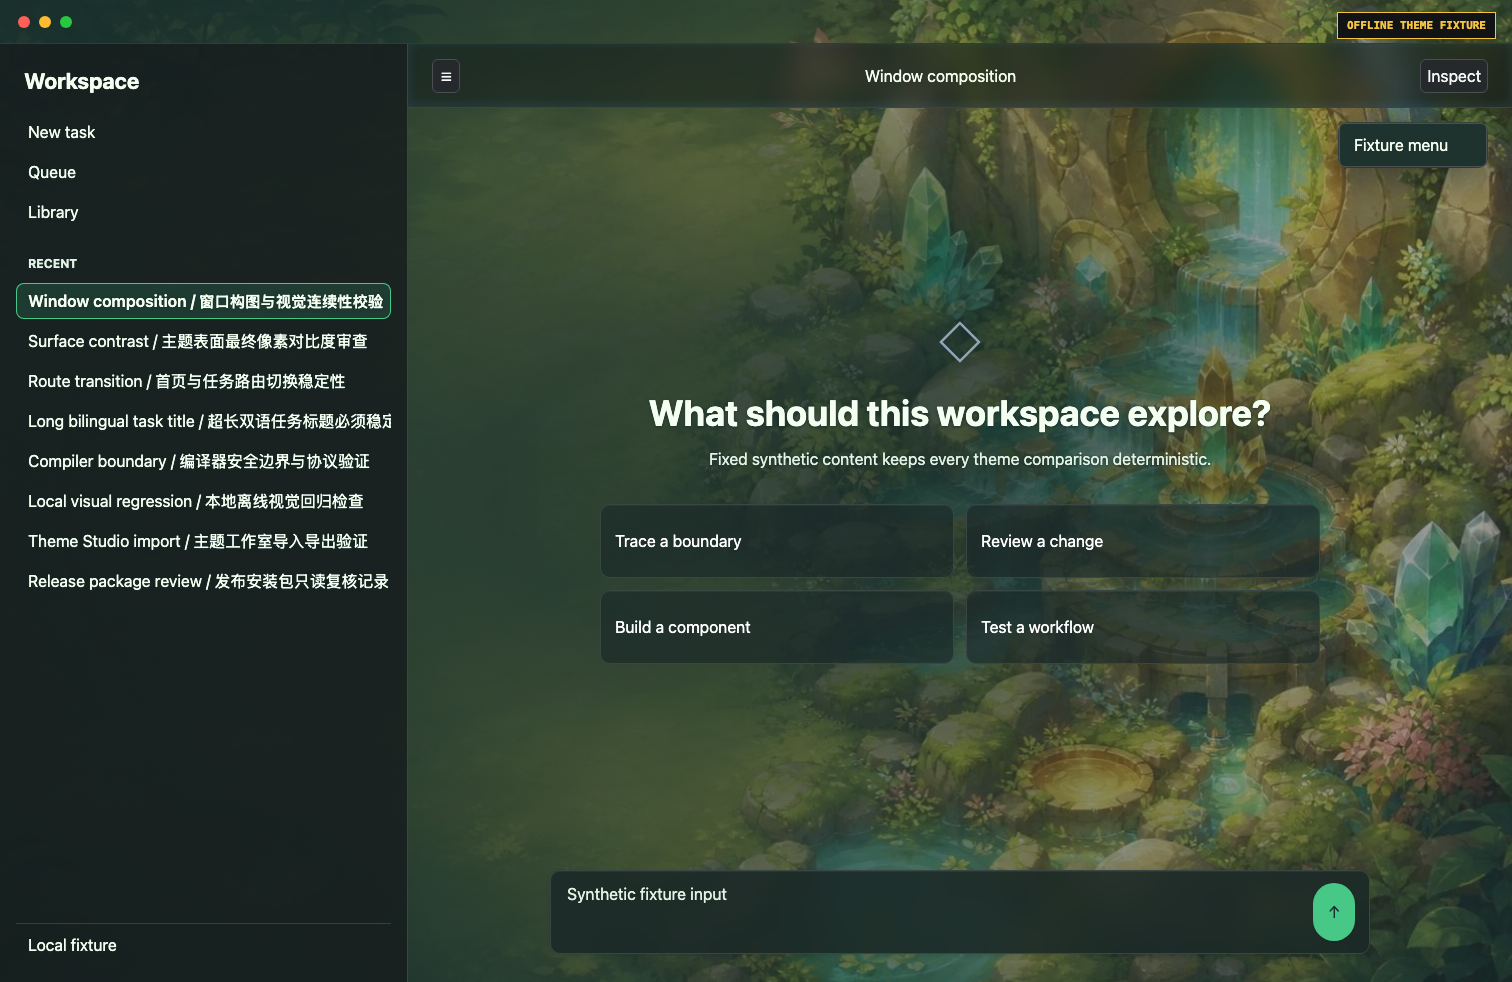 OFFLINE THEME FIXTURE
Workspace
New task
Queue
Library
RECENT
Window composition / 窗口构图与视觉连续性校验
Surface contrast / 主题表面最终像素对比度审查
Route transition / 首页与任务路由切换稳定性
Long bilingual task title / 超长双语任务标题必须稳定
Compiler boundary / 编译器安全边界与协议验证
Local visual regression / 本地离线视觉回归检查
Theme Studio import / 主题工作室导入导出验证
Release package review / 发布安装包只读复核记录
Local fixture
Window composition
Inspect
Fixture menu
What should this workspace explore?
Fixed synthetic content keeps every theme comparison deterministic.
Trace a boundary
Review a change
Build a component
Test a workflow
Synthetic fixture input